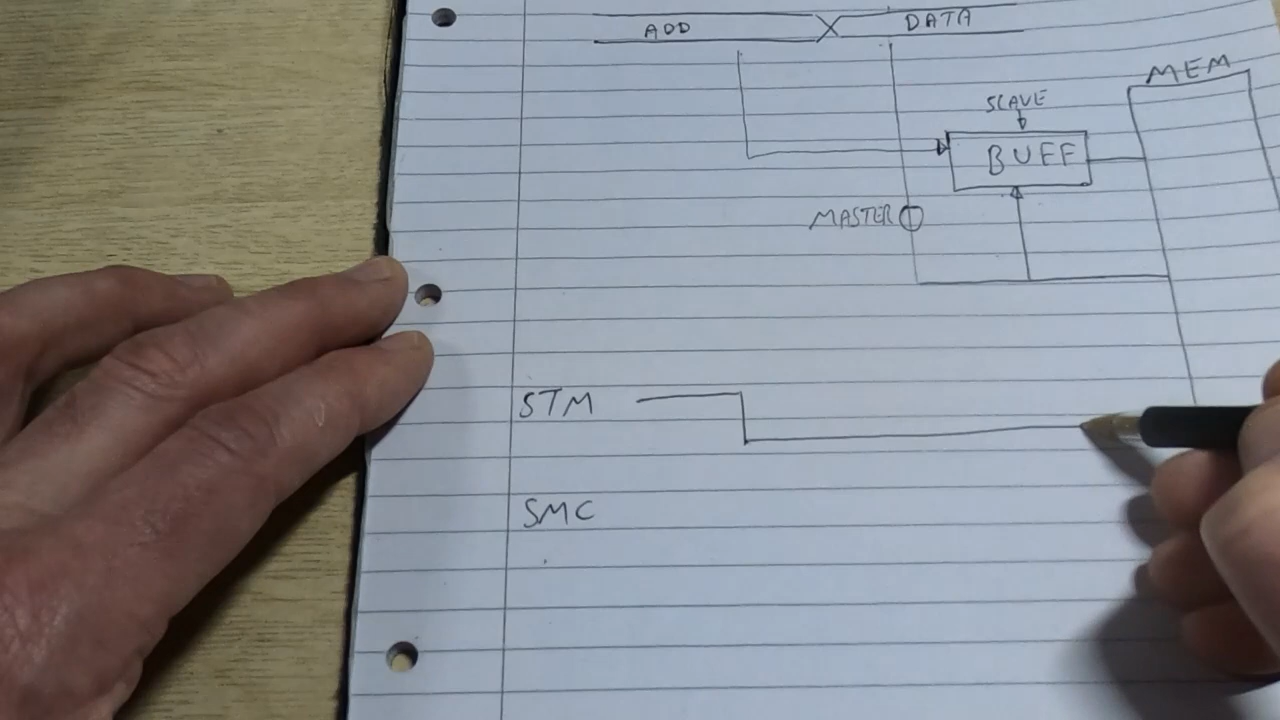 ADD DATA
MEM
SLAVE
BUFF
MASTER
STM
SMC